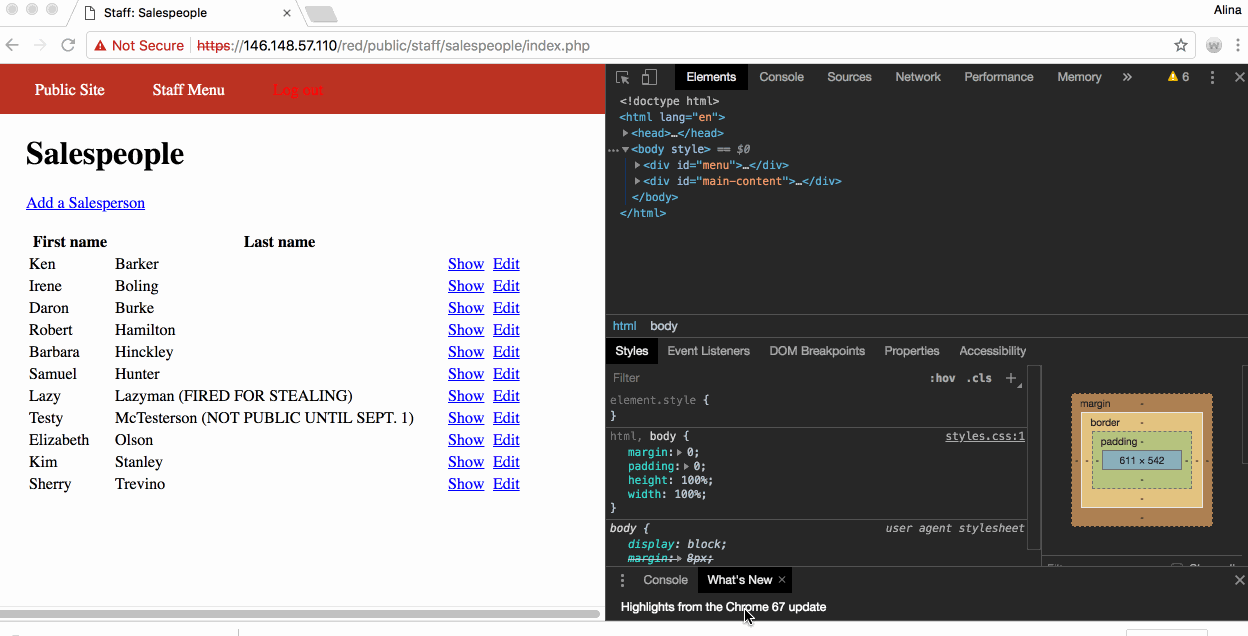 Staff: Salespeople
Alina
Not Secure https://146.148.57.110/red/public/staff/salespeople/index.php
W
Public Site Staff Menu Log out
Salespeople
Add a Salesperson
First name Last name
Ken Barker Show Edit
Irene Boling Show Edit
Daron Burke Show Edit
Robert Hamilton Show Edit
Barbara Hinckley Show Edit
Samuel Hunter Show Edit
Lazy Lazyman (FIRED FOR STEALING) Show Edit
Testy McTesterson (NOT PUBLIC UNTIL SEPT. 1) Show Edit
Elizabeth Olson Show Edit
Kim Stanley Show Edit
Sherry Trevino Show Edit
Elements Console Sources Network Performance Memory » 6
<!doctype html>
<html lang="en">
<head>…</head>
<body style> == $0
<div id="menu">…</div>
<div id="main-content">…</div>
</body>
</html>
html body
Styles Event Listeners DOM Breakpoints Properties Accessibility
Filter :hov .cls +
element.style {
}
html, body { styles.css:1
margin: 0;
padding: 0;
height: 100%;
width: 100%;
}
body { user agent stylesheet
display: block;
margin: 8px;
margin -
border -
padding -
611 × 542
Console What's New
Highlights from the Chrome 67 update